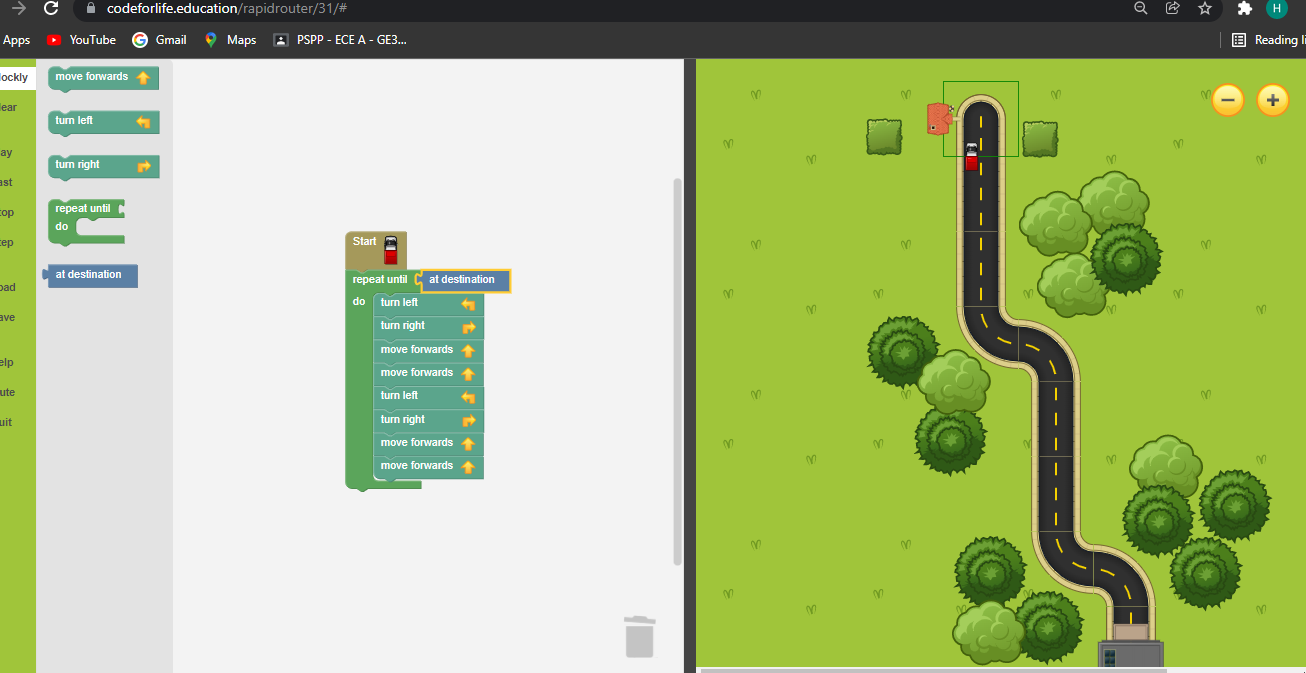 codeforlife.education/rapidrouter/31/#
H
Apps YouTube Gmail Maps PSPP - ECE A - GE3... Reading li
ockly
lear
ay
ast
top
tep
oad
ave
elp
ute
uit
move forwards
turn left
turn right
repeat until
do
at destination
Start
repeat until at destination
do turn left
turn right
move forwards
move forwards
turn left
turn right
move forwards
move forwards